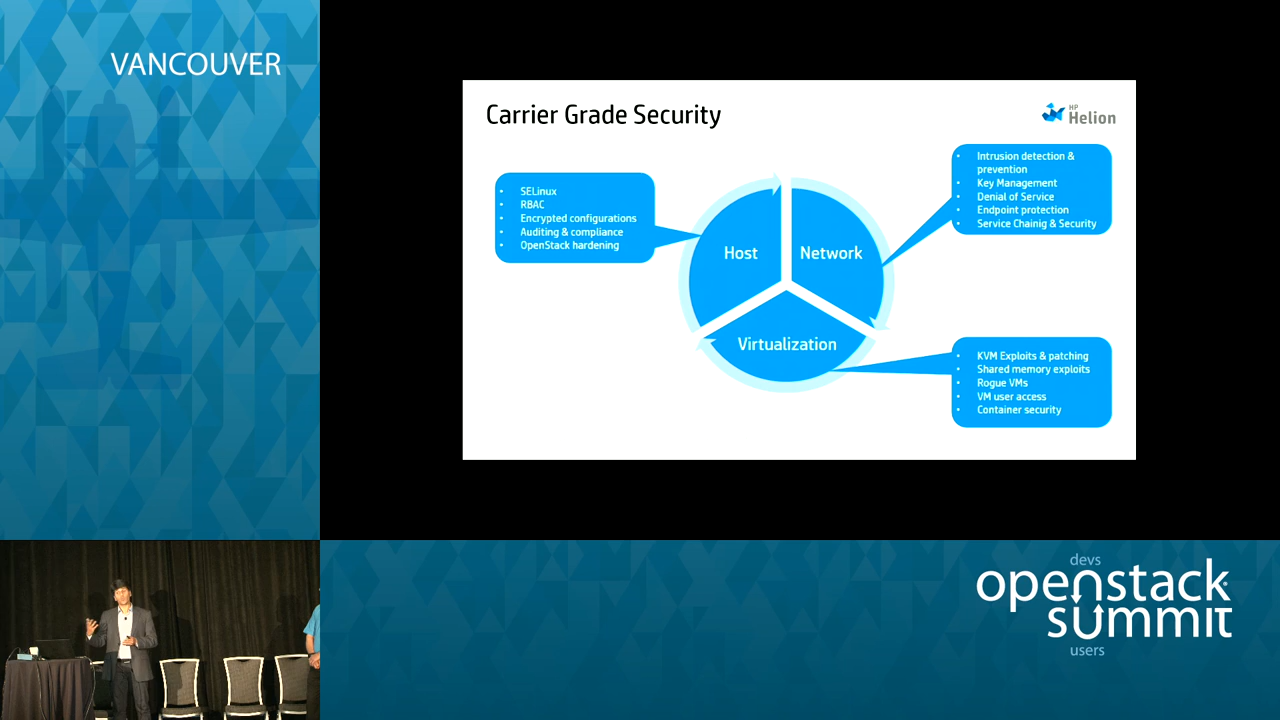 VANCOUVER
Carrier Grade Security
HP
Helion
SELinux
RBAC
Encrypted configurations
Auditing & compliance
OpenStack hardening
Host
Network
Virtualization
Intrusion detection &
prevention
Key Management
Denial of Service
Endpoint protection
Service Chainig & Security
KVM Exploits & patching
Shared memory exploits
Rogue VMs
VM user access
Container security
devs
openstack
summit
users